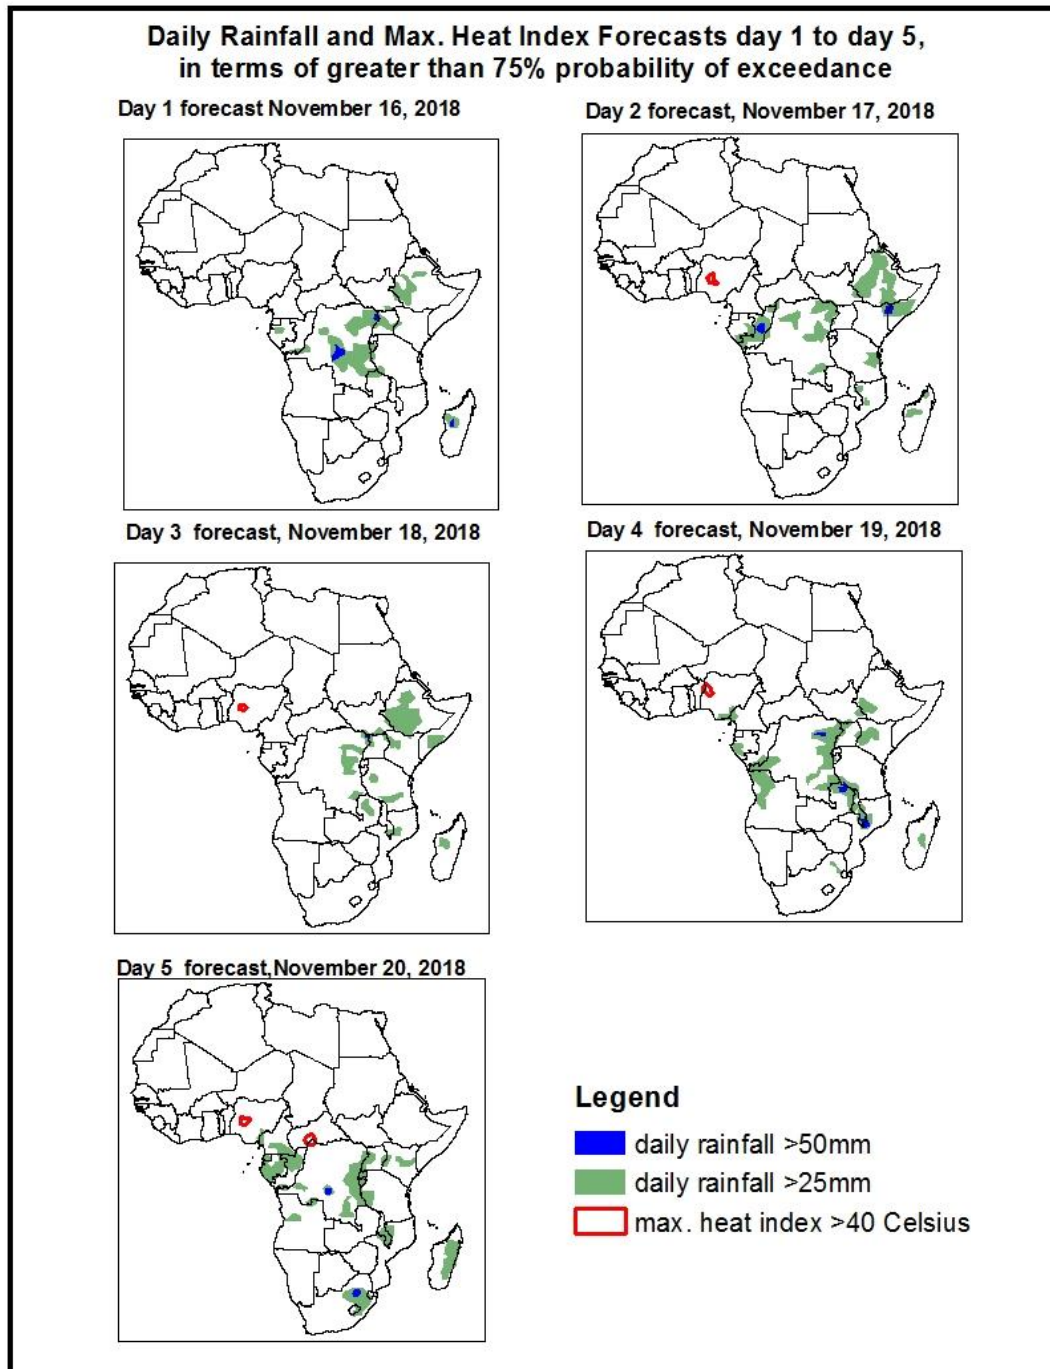 Daily Rainfall and Max. Heat Index Forecasts day 1 to day 5,
in terms of greater than 75% probability of exceedance
Day 1 forecast November 16, 2018
Day 2 forecast, November 17, 2018
Day 3 forecast, November 18, 2018
Day 4 forecast, November 19, 2018
Day 5 forecast,November 20, 2018
Legend
daily rainfall >50mm
daily rainfall >25mm
max. heat index >40 Celsius